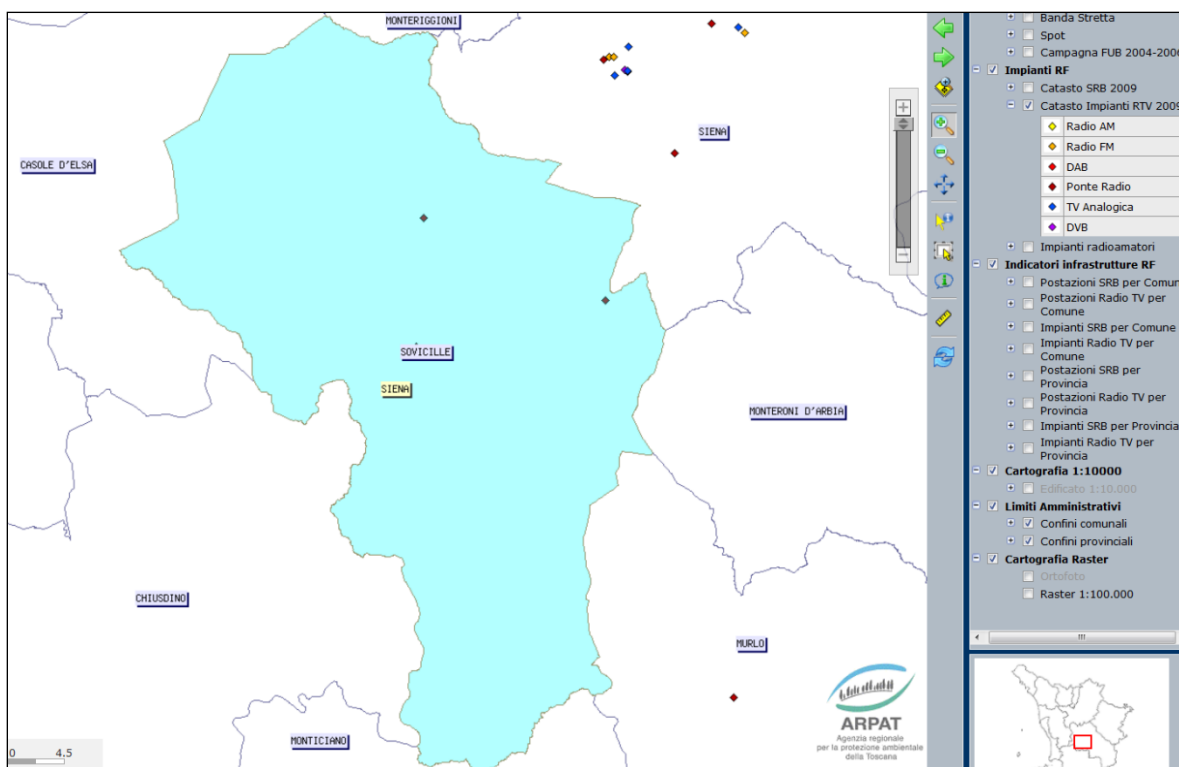 MONTERIGGIONI
CASOLE D'ELSA
SIENA
SOVICILLE
SIENA
MONTERONI D'ARBIA
CHIUSDINO
MURLO
MONTICIANO
0 4.5
ARPAT
Agenzia regionale
per la protezione ambientale
della Toscana
Banda Stretta
Spot
Campagna FUB 2004-2006
Impianti RF
Catasto SRB 2009
Catasto Impianti RTV 2009
Radio AM
Radio FM
DAB
Ponte Radio
TV Analogica
DVB
Impianti radioamatori
Indicatori infrastrutture RF
Postazioni SRB per Comun
Postazioni Radio TV per
Comune
Impianti SRB per Comune
Impianti Radio TV per
Comune
Postazioni SRB per
Provincia
Postazioni Radio TV per
Provincia
Impianti SRB per Provincia
Impianti Radio TV per
Provincia
Cartografia 1:10000
Edificato 1:10.000
Limiti Amministrativi
Confini comunali
Confini provinciali
Cartografia Raster
Ortofoto
Raster 1:100.000